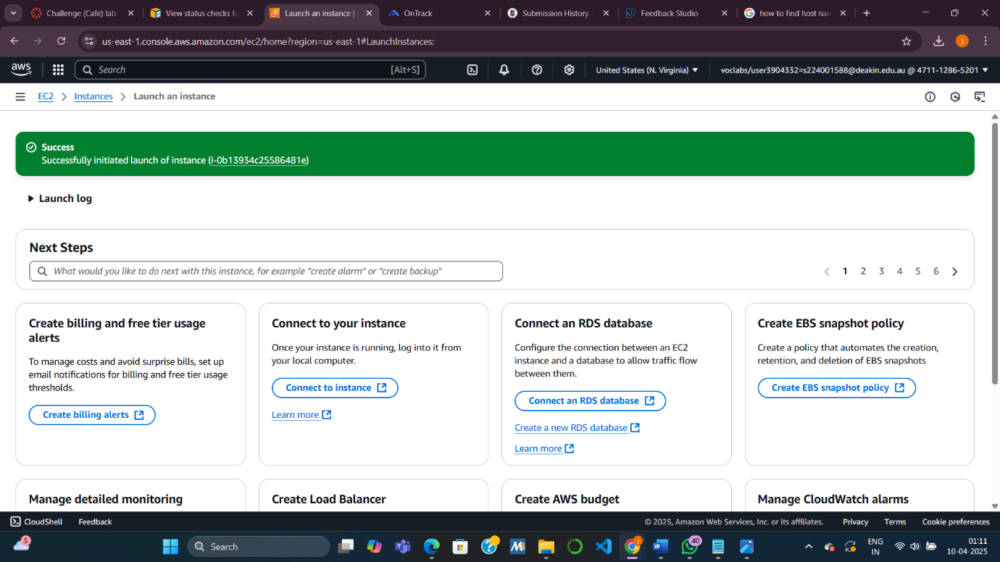 Challenge (Cafe) lab:
View status checks fo
Launch an instance |
OnTrack
Submission History -
Feedback Studio
how to find host nam
us-east-1.console.aws.amazon.com/ec2/home?region=us-east-1#LaunchInstances:
j
aws
Search
[Alt+S]
United States (N. Virginia)
voclabs/user3904332=s224001588@deakin.edu.au @ 4711-1286-5201
EC2
Instances
Launch an instance
Success
Successfully initiated launch of instance (i-0b13934c25586481e)
Launch log
Next Steps
What would you like to do next with this instance, for example “create alarm” or “create backup"
1 2 3 4 5 6
Create billing and free tier usage
alerts
To manage costs and avoid surprise bills, set up
email notifications for billing and free tier usage
thresholds.
Create billing alerts
Connect to your instance
Once your instance is running, log into it from
your local computer.
Connect to instance
Learn more
Connect an RDS database
Configure the connection between an EC2
instance and a database to allow traffic flow
between them.
Connect an RDS database
Create a new RDS database
Learn more
Create EBS snapshot policy
Create a policy that automates the creation,
retention, and deletion of EBS snapshots
Create EBS snapshot policy
Manage detailed monitoring
Create Load Balancer
Create AWS budget
Manage CloudWatch alarms
CloudShell
Feedback
© 2025, Amazon Web Services, Inc. or its affiliates.
Privacy
Terms
Cookie preferences
5
Search
j
40
ENG
IN
01:11
10-04-2025